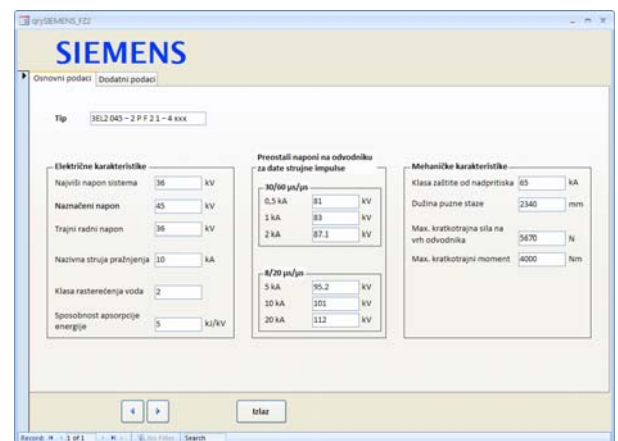 qrySIEMENS_FZ2
SIEMENS
Osnovni podaci Dodatni podaci
Tip 3EL2 045 – 2 P F 2 1 – 4 xxx
Električne karakteristike
Najviši napon sistema 36 kV
Naznačeni napon 45 kV
Trajni radni napon 36 kV
Nazivna struja pražnjenja 10 kA
Klasa rasterećenja voda 2
Sposobnost apsorpcije
energije 5 kJ/kV
Preostali naponi na odvodniku
za date strujne impulse
30/60 µs/µs
0,5 kA 81 kV
1 kA 83 kV
2 kA 87.1 kV
8/20 µs/µs
5 kA 95.2 kV
10 kA 101 kV
20 kA 112 kV
Mehaničke karakteristike
Klasa zaštite od nadpritiska 65 kA
Dužina puzne staze 2340 mm
Max. kratkotrajna sila na
vrh odvodnika 5670 N
Max. kratkotrajni moment 4000 Nm
Izlaz
Record: 1 of 1 No Filter Search